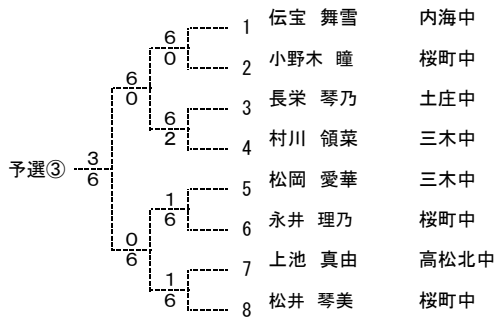 6
0
1 伝宝 舞雪 内海中
2 小野木 瞳 桜町中
6
0
3 長栄 琴乃 土庄中
6
2
4 村川 領菜 三木中
予選③ 3
6
5 松岡 愛華 三木中
1
6
6 永井 理乃 桜町中
0
6
7 上池 真由 高松北中
1
6
8 松井 琴美 桜町中